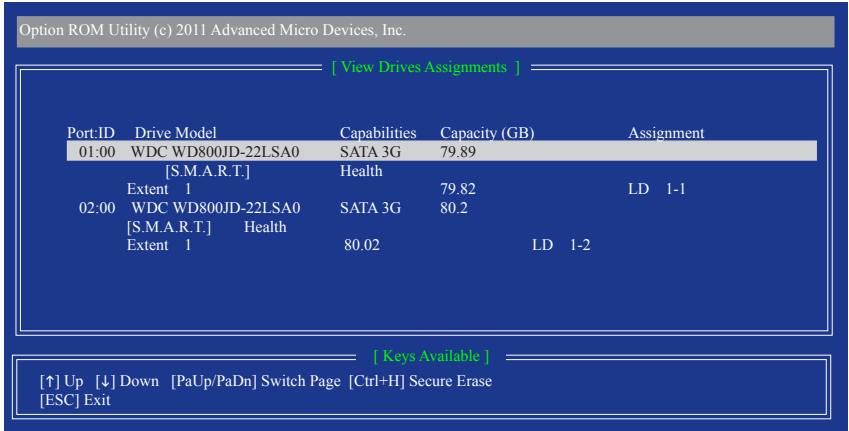 Option ROM Utility (c) 2011 Advanced Micro Devices, Inc.
[ View Drives Assignments ]
Port:ID Drive Model Capabilities Capacity (GB) Assignment
01:00 WDC WD800JD-22LSA0 SATA 3G 79.89
[S.M.A.R.T.] Health
Extent 1 79.82 LD 1-1
02:00 WDC WD800JD-22LSA0 SATA 3G 80.2
[S.M.A.R.T.] Health
Extent 1 80.02 LD 1-2
[ Keys Available ]
[↑] Up [↓] Down [PaUp/PaDn] Switch Page [Ctrl+H] Secure Erase
[ESC] Exit